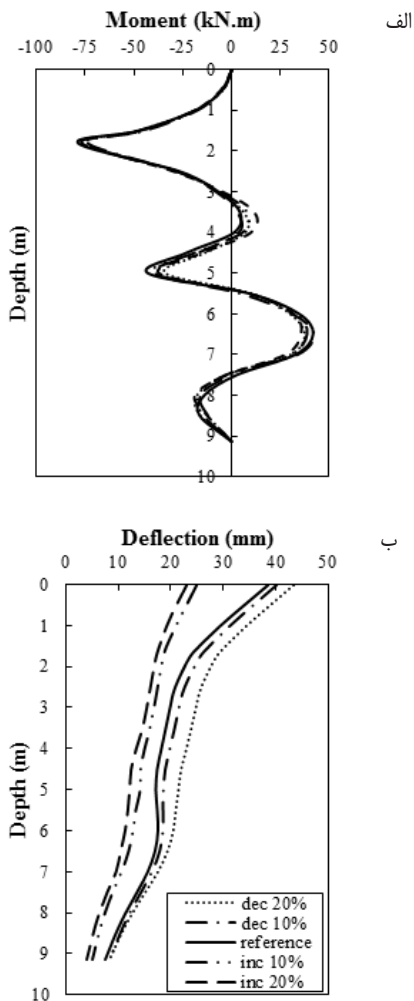 الف
Moment (kN.m)
-100 -75 -50 -25 0 25 50
0
1
2
3
4
5
6
7
8
9
10
Depth (m)
ب
Deflection (mm)
0 10 20 30 40 50
0
1
2
3
4
5
6
7
8
9
10
Depth (m)
dec 20%
dec 10%
reference
inc 10%
inc 20%